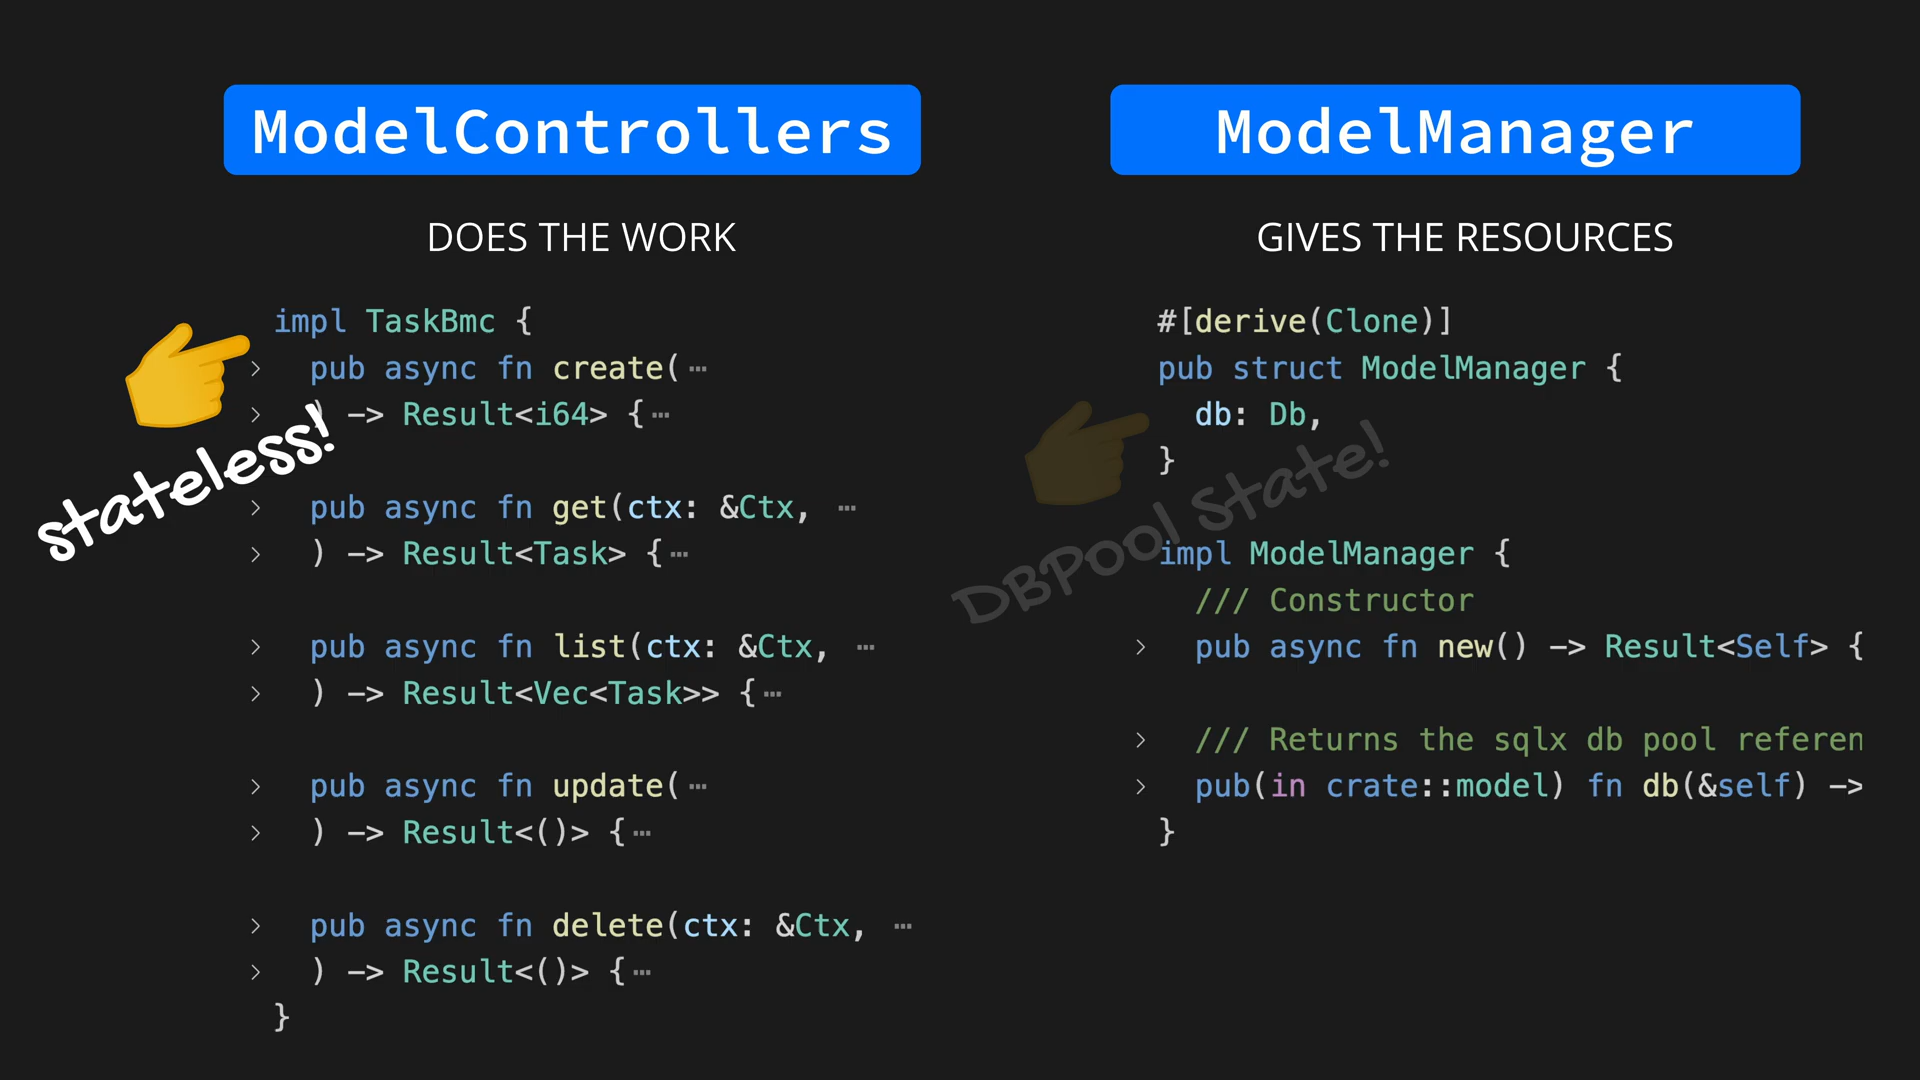 ModelControllers
DOES THE WORK
impl TaskBmc {
pub async fn create(…
) -> Result<i64> {…
pub async fn get(ctx: &Ctx, …
) -> Result<Task> {…
pub async fn list(ctx: &Ctx, …
) -> Result<Vec<Task>> {…
pub async fn update(…
) -> Result<()> {…
pub async fn delete(ctx: &Ctx, …
) -> Result<()> {…
}
stateless!
ModelManager
GIVES THE RESOURCES
#[derive(Clone)]
pub struct ModelManager {
db: Db,
}
DBPool State!
impl ModelManager {
/// Constructor
pub async fn new() -> Result<Self> {
/// Returns the sqlx db pool referen
pub(in crate::model) fn db(&self) ->
}